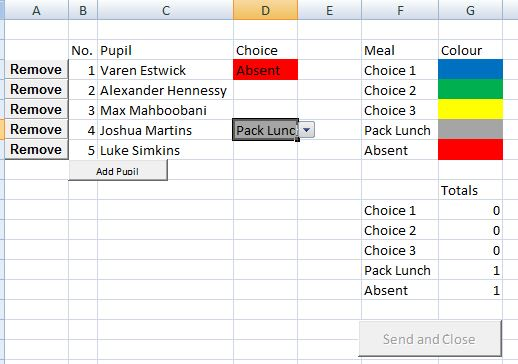 A B C D E F G
No. Pupil Choice Meal Colour
Remove 1 Varen Estwick Absent Choice 1
Remove 2 Alexander Hennessy Choice 2
Remove 3 Max Mahboobani Choice 3
Remove 4 Joshua Martins Pack Lunc Pack Lunch
Remove 5 Luke Simkins Absent
Add Pupil
Totals
Choice 1 0
Choice 2 0
Choice 3 0
Pack Lunch 1
Absent 1
Send and Close